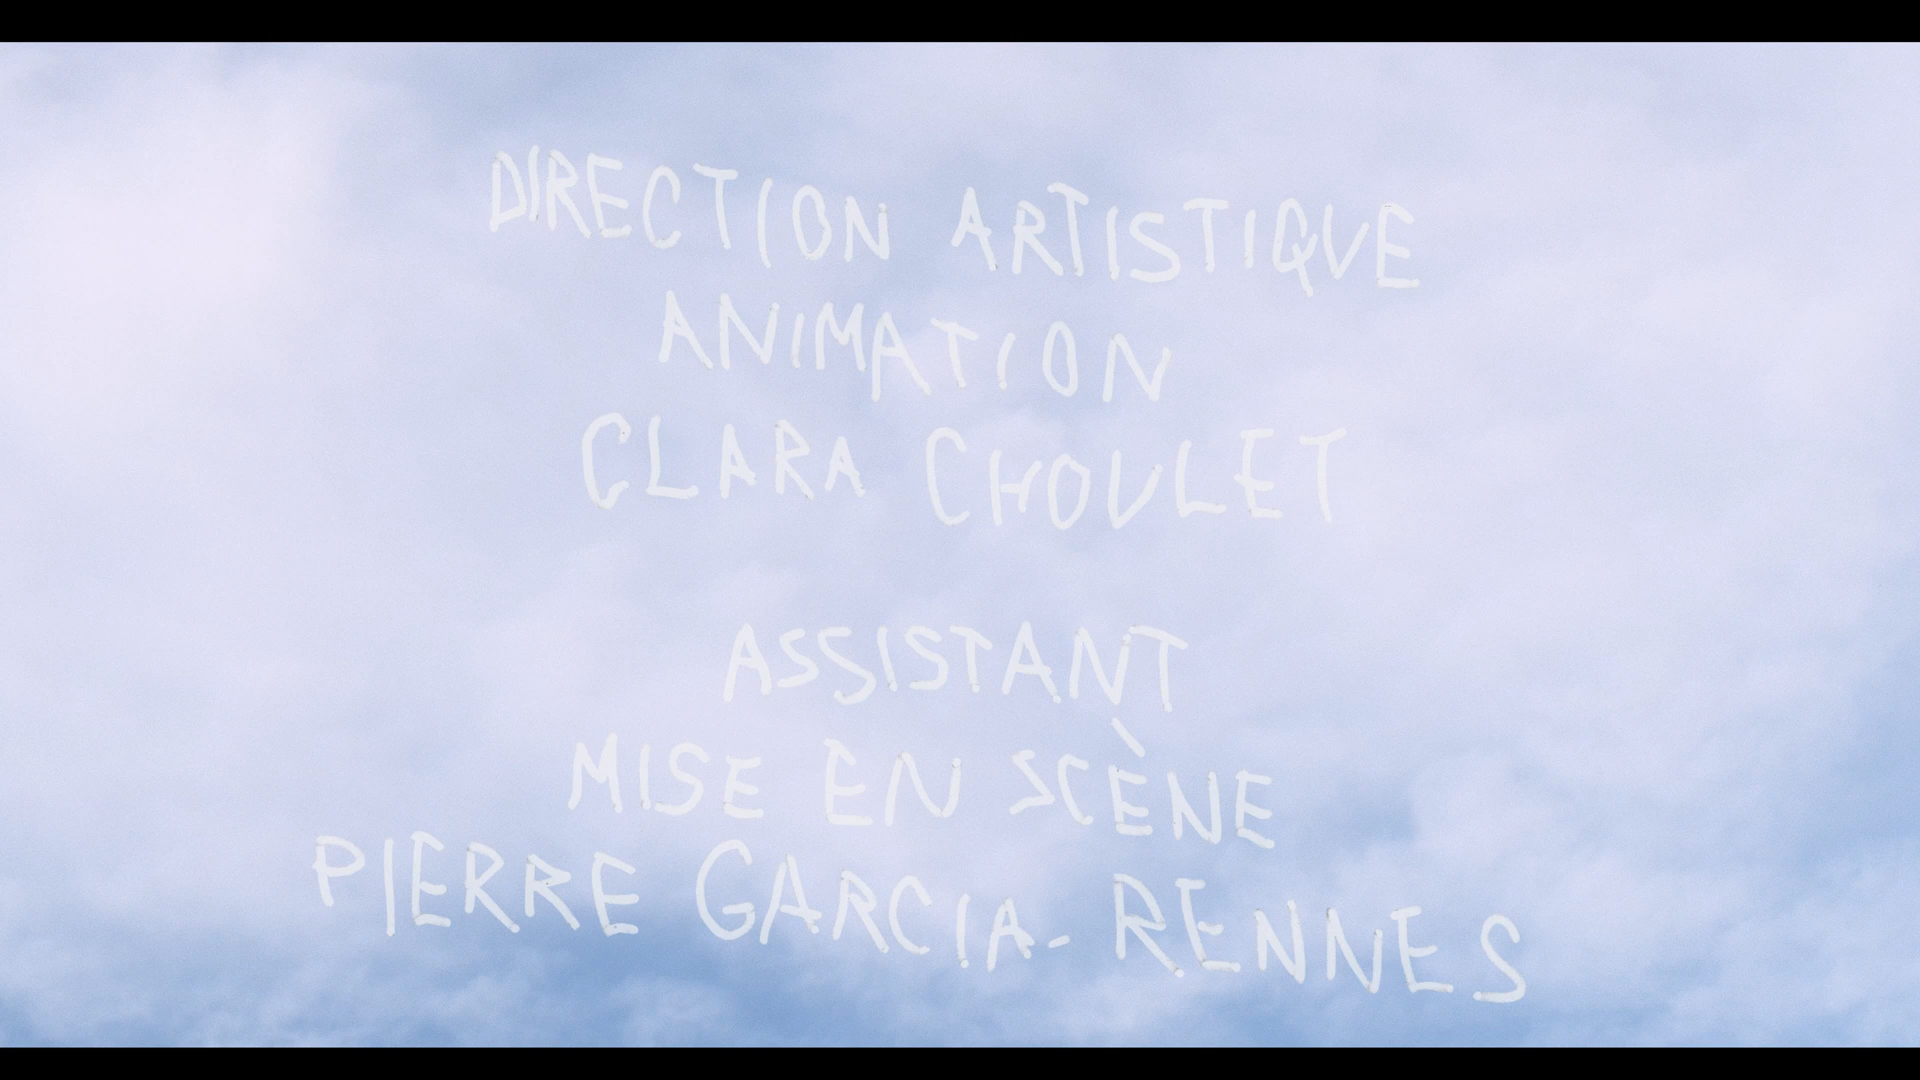 DIRECTION ARTISTIQUE
ANIMATION
CLARA CHOULET
ASSISTANT
MISE EN SCÈNE
PIERRE GARCIA-RENNES